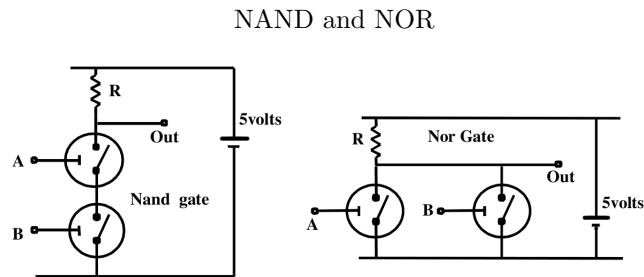 NAND and NOR
R
5volts
Out
A
Nand gate
B
R
Nor Gate
Out
A
B
5volts